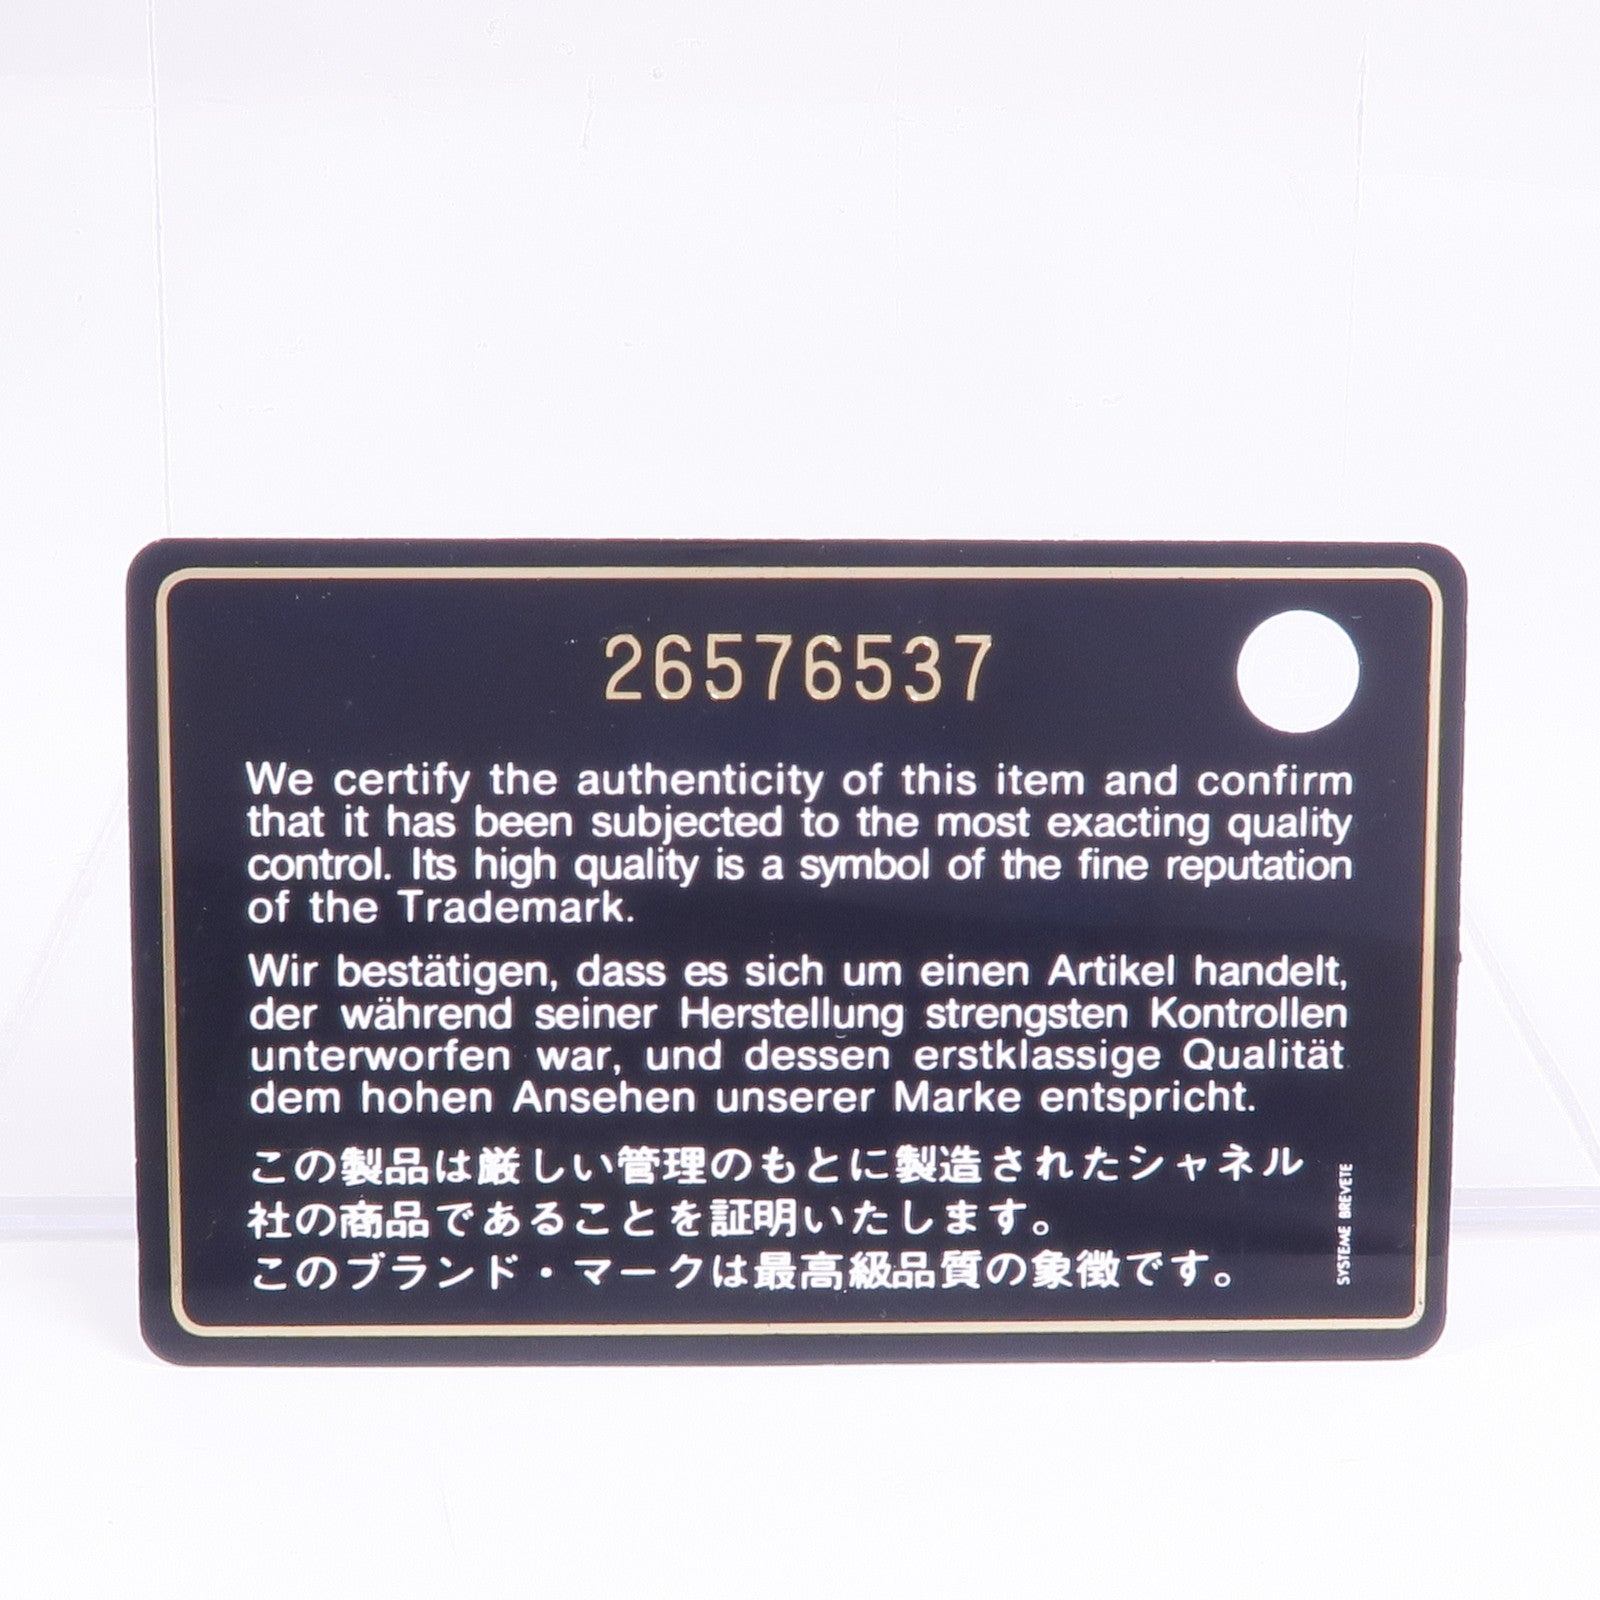 26576537
We certify the authenticity of this item and confirm
that it has been subjected to the most exacting quality
control. Its high quality is a symbol of the fine reputation
of the Trademark.
Wir bestätigen, dass es sich um einen Artikel handelt,
der während seiner Herstellung strengsten Kontrollen
unterworfen war, und dessen erstklassige Qualität
dem hohen Ansehen unserer Marke entspricht.
この製品は厳しい管理のもとに製造されたシャネル
社の商品であることを証明いたします。
このブランド・マークは最高級品質の象徴です。
SYSTEME BREVETE